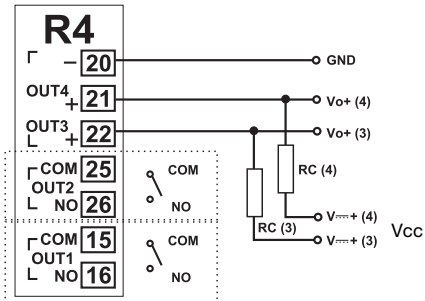 R4
– 20 GND
OUT4 + 21 Vo+ (4)
OUT3 + 22 Vo+ (3)
COM 25 COM
OUT2 RC (4)
NO 26 NO
V⎓+ (4)
RC (3)
COM 15 COM V⎓+ (3) Vcc
OUT1
NO 16 NO